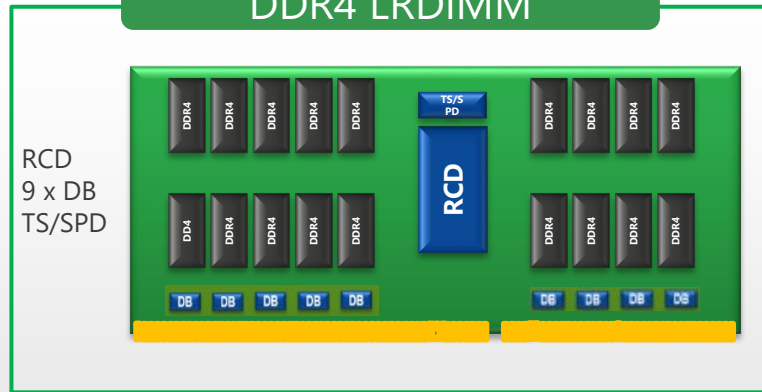 DDR4 LRDIMM
RCD
9 x DB
TS/SPD
DDR4 DDR4 DDR4 DDR4 DDR4
TS/S
PD
DDR4 DDR4 DDR4 DDR4
RCD
DD4 DDR4 DDR4 DDR4 DDR4
DDR4 DDR4 DDR4 DDR4
DB DB DB DB DB
DB DB DB DB